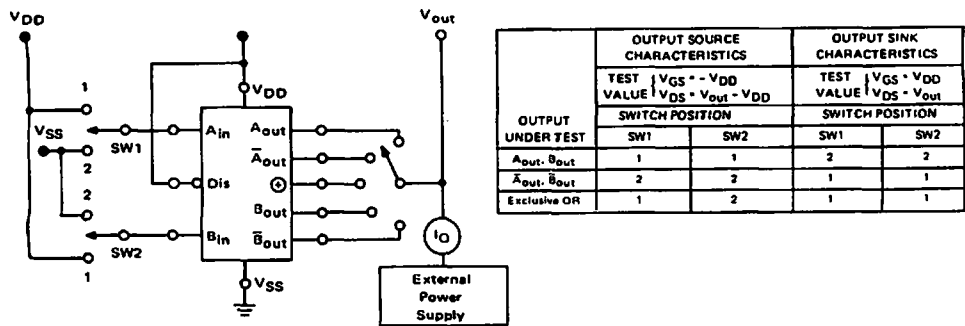 VDD
Vout
1
VSS
SW1
2
2
SW2
1
VDD
Ain
Aout
A̅out
Dis
⊕
Bout
Bin
B̅out
VSS
IQ
External
Power
Supply
OUTPUT SOURCE
CHARACTERISTICS
OUTPUT SINK
CHARACTERISTICS
TEST VALUE { VGS = - VDD
VDS = Vout - VDD
TEST VALUE { VGS = VDD
VDS = Vout
OUTPUT
UNDER TEST
SWITCH POSITION
SWITCH POSITION
SW1 SW2 SW1 SW2
Aout, Bout 1 1 2 2
A̅out, B̅out 2 2 1 1
Exclusive OR 1 2 1 1